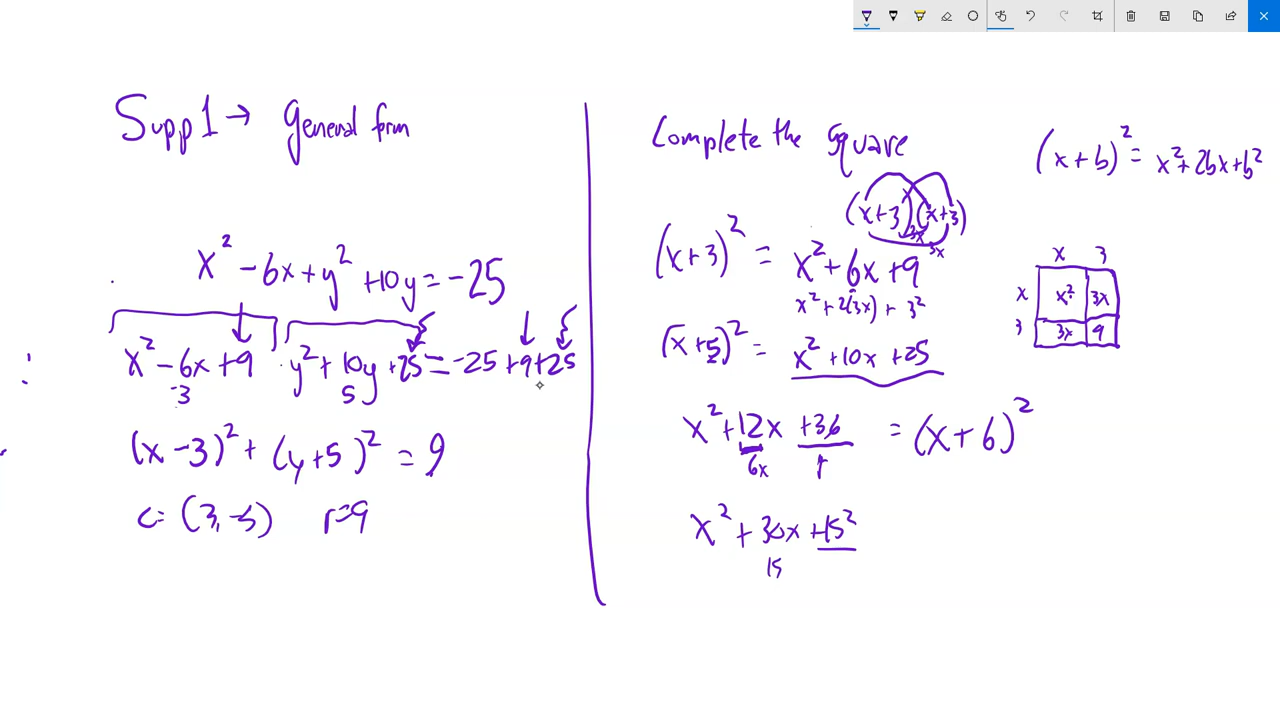 Supp1 → General form
x² - 6x + y² + 10y = -25
x² - 6x + 9 y² + 10y + 25 = -25 + 9 + 25
-3 5
(x - 3)² + (y + 5)² = 9
c = (3, -5) r = 9
Complete the square
(x + 3)(x + 3)
3x
3x
(x + 3)² = x² + 6x + 9
x² + 2(3x) + 3²
(x + 5)² = x² + 10x + 25
x² + 12x + 36 = (x + 6)²
6x
x² + 30x + 15²
15
(x + b)² = x² + 2bx + b²
x 3
x x² 3x
3 3x 9